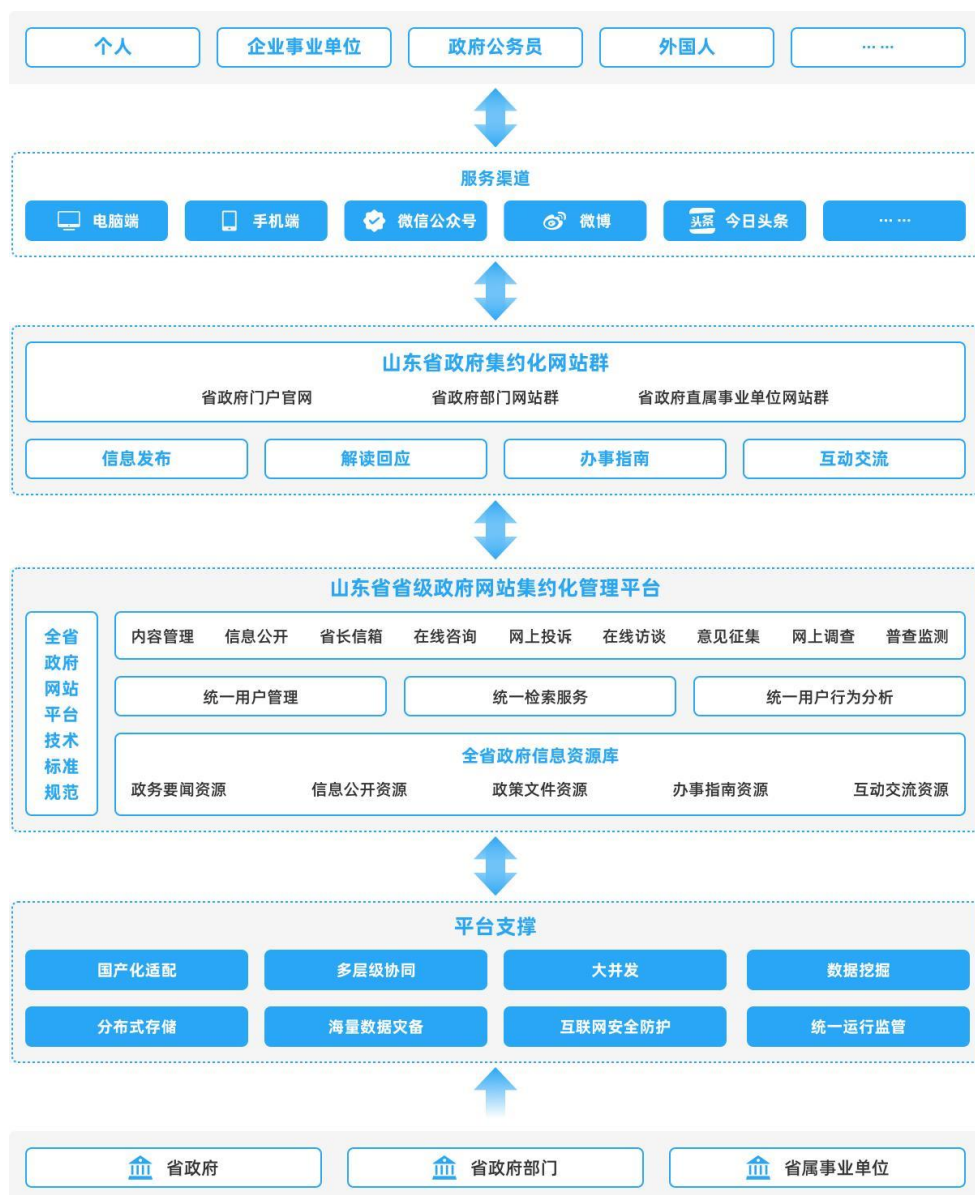 个人 企业事业单位 政府公务员 外国人 ... ...
服务渠道
电脑端 手机端 微信公众号 微博 头条 今日头条 ... ...
山东省政府集约化网站群
省政府门户官网 省政府部门网站群 省政府直属事业单位网站群
信息发布 解读回应 办事指南 互动交流
山东省省级政府网站集约化管理平台
全省
政府
网站
平台
技术
标准
规范
内容管理 信息公开 省长信箱 在线咨询 网上投诉 在线访谈 意见征集 网上调查 普查监测
统一用户管理 统一检索服务 统一用户行为分析
全省政府信息资源库
政务要闻资源 信息公开资源 政策文件资源 办事指南资源 互动交流资源
平台支撑
国产化适配 多层级协同 大并发 数据挖掘
分布式存储 海量数据灾备 互联网安全防护 统一运行监管
省政府 省政府部门 省属事业单位